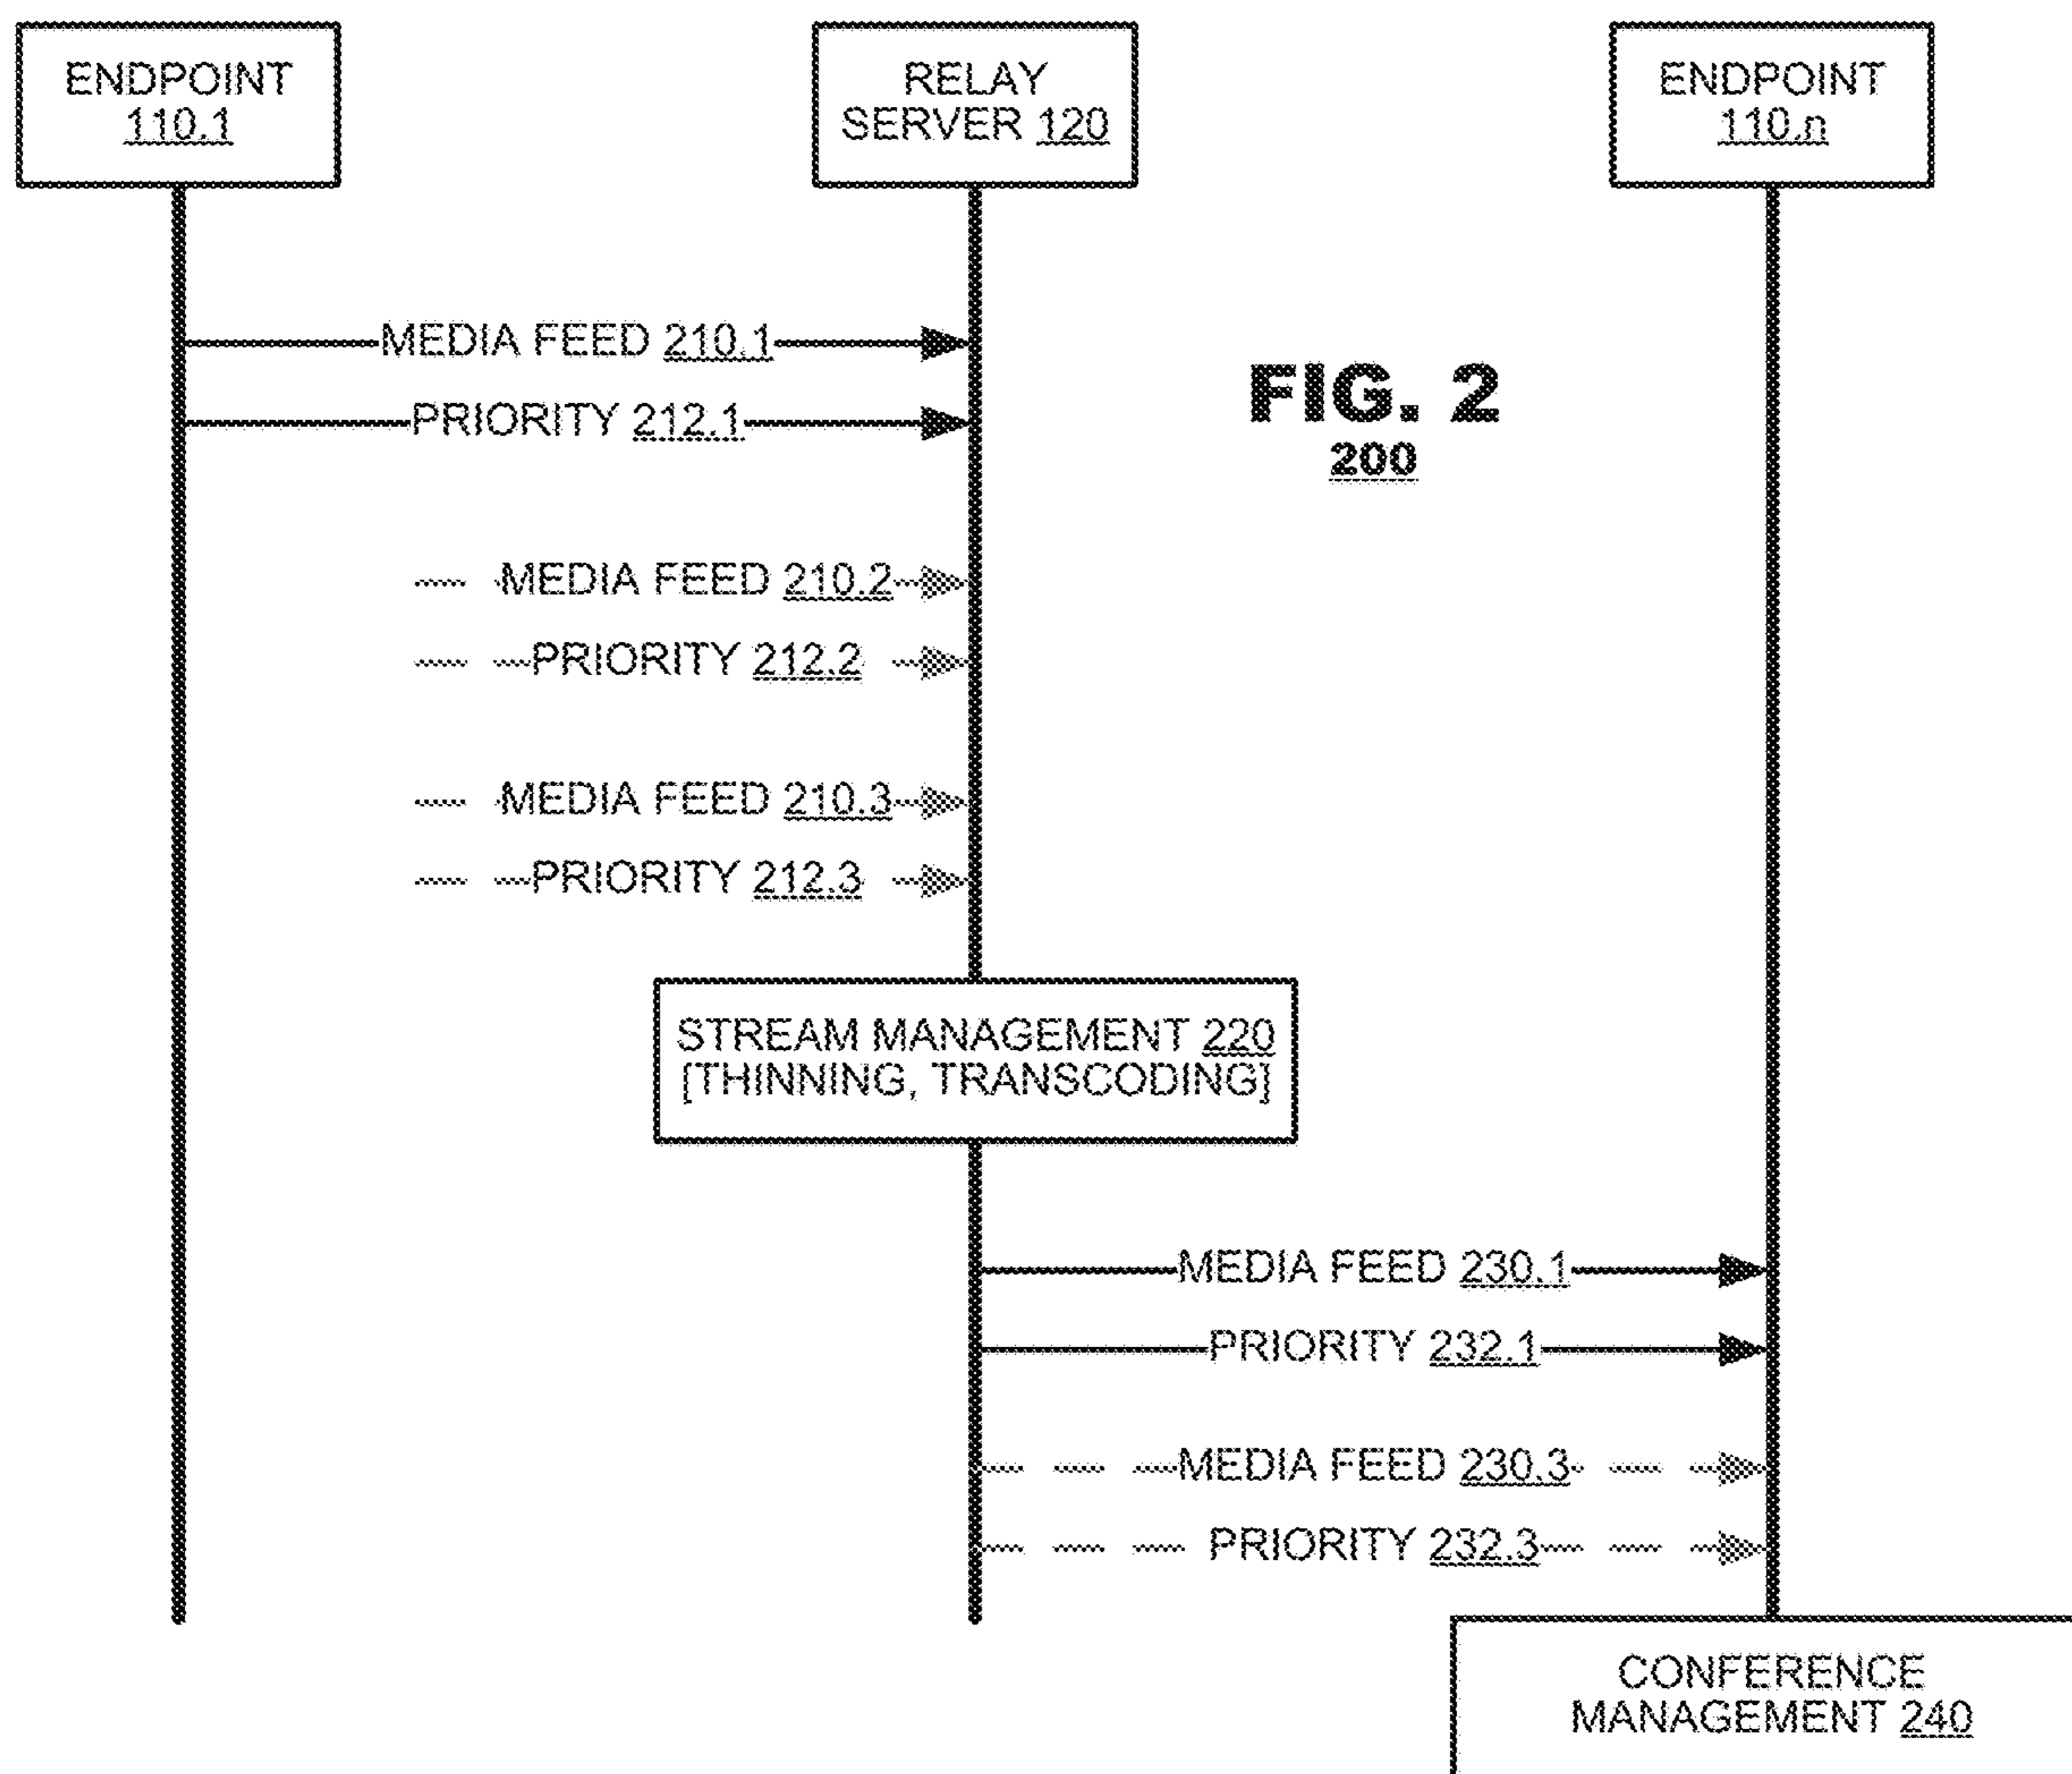 ENDPOINT
110.1
RELAY
SERVER 120
ENDPOINT
110.n
MEDIA FEED 210.1
PRIORITY 212.1
FIG. 2
200
MEDIA FEED 210.2
PRIORITY 212.2
MEDIA FEED 210.3
PRIORITY 212.3
STREAM MANAGEMENT 220
[THINNING, TRANSCODING]
MEDIA FEED 230.1
PRIORITY 232.1
MEDIA FEED 230.3
PRIORITY 232.3
CONFERENCE
MANAGEMENT 240